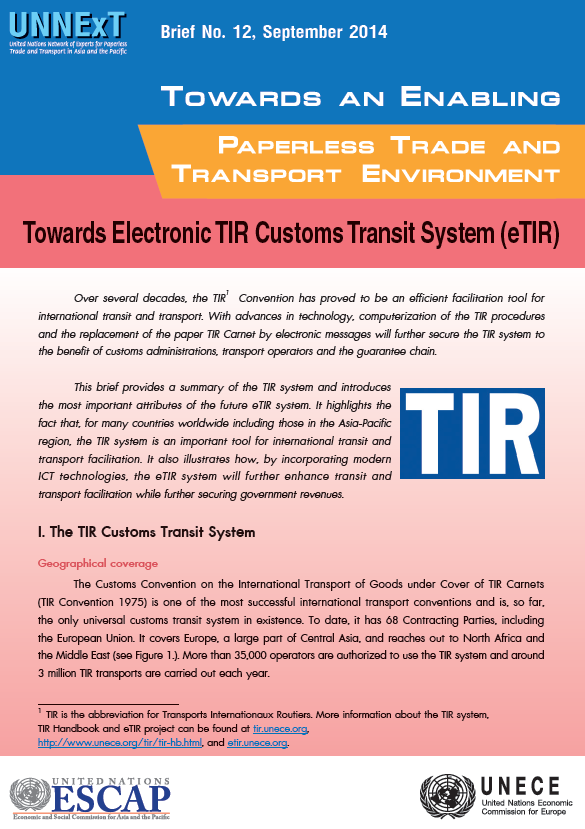 UNNExT
United Nations Network of Experts for Paperless
Trade and Transport in Asia and the Pacific
Brief No. 12, September 2014
TOWARDS AN ENABLING
PAPERLESS TRADE AND
TRANSPORT ENVIRONMENT
Towards Electronic TIR Customs Transit System (eTIR)
Over several decades, the TIR1 Convention has proved to be an efficient facilitation tool for
international transit and transport. With advances in technology, computerization of the TIR procedures
and the replacement of the paper TIR Carnet by electronic messages will further secure the TIR system to
the benefit of customs administrations, transport operators and the guarantee chain.
This brief provides a summary of the TIR system and introduces
the most important attributes of the future eTIR system. It highlights the
fact that, for many countries worldwide including those in the Asia-Pacific
region, the TIR system is an important tool for international transit and
transport facilitation. It also illustrates how, by incorporating modern
ICT technologies, the eTIR system will further enhance transit and
transport facilitation while further securing government revenues.
TIR
I. The TIR Customs Transit System
Geographical coverage
The Customs Convention on the International Transport of Goods under Cover of TIR Carnets
(TIR Convention 1975) is one of the most successful international transport conventions and is, so far,
the only universal customs transit system in existence. To date, it has 68 Contracting Parties, including
the European Union. It covers Europe, a large part of Central Asia, and reaches out to North Africa and
the Middle East (see Figure 1.). More than 35,000 operators are authorized to use the TIR system and around
3 million TIR transports are carried out each year.
1 TIR is the abbreviation for Transports Internationaux Routiers. More information about the TIR system,
TIR Handbook and eTIR project can be found at tir.unece.org,
http://www.unece.org/tir/tir-hb.html, and etir.unece.org.
UNITED NATIONS
ESCAP
Economic and Social Commission for Asia and the Pacific
UNECE
United Nations Economic
Commission for Europe